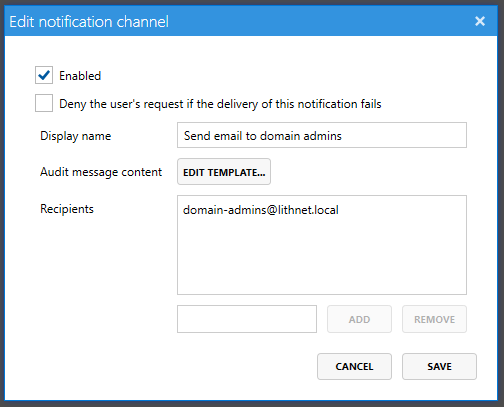 Edit notification channel
Enabled
Deny the user's request if the delivery of this notification fails
Display name
Send email to domain admins
Audit message content
EDIT TEMPLATE...
Recipients
domain-admins@lithnet.local
ADD
REMOVE
CANCEL
SAVE